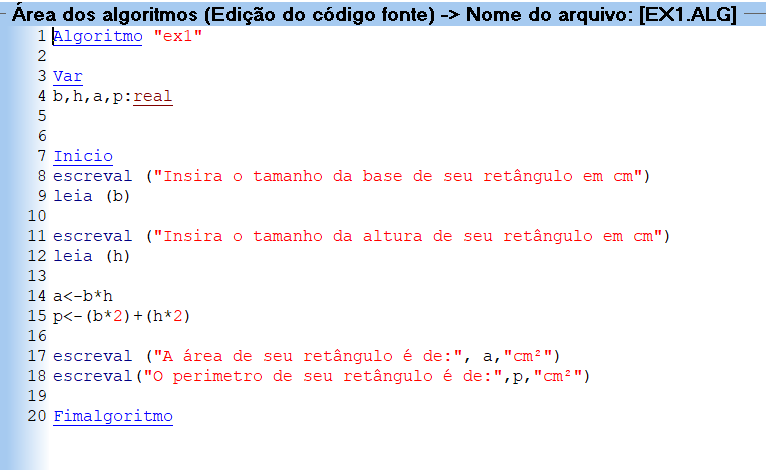 Área dos algoritmos (Edição do código fonte) -> Nome do arquivo: [EX1.ALG]
1 Algoritmo "ex1"
2
3 Var
4 b,h,a,p:real
5
6
7 Inicio
8 escreval ("Insira o tamanho da base de seu retângulo em cm")
9 leia (b)
10
11 escreval ("Insira o tamanho da altura de seu retângulo em cm")
12 leia (h)
13
14 a<-b*h
15 p<-(b*2)+(h*2)
16
17 escreval ("A área de seu retângulo é de:", a,"cm²")
18 escreval("O perimetro de seu retângulo é de:",p,"cm²")
19
20 Fimalgoritmo